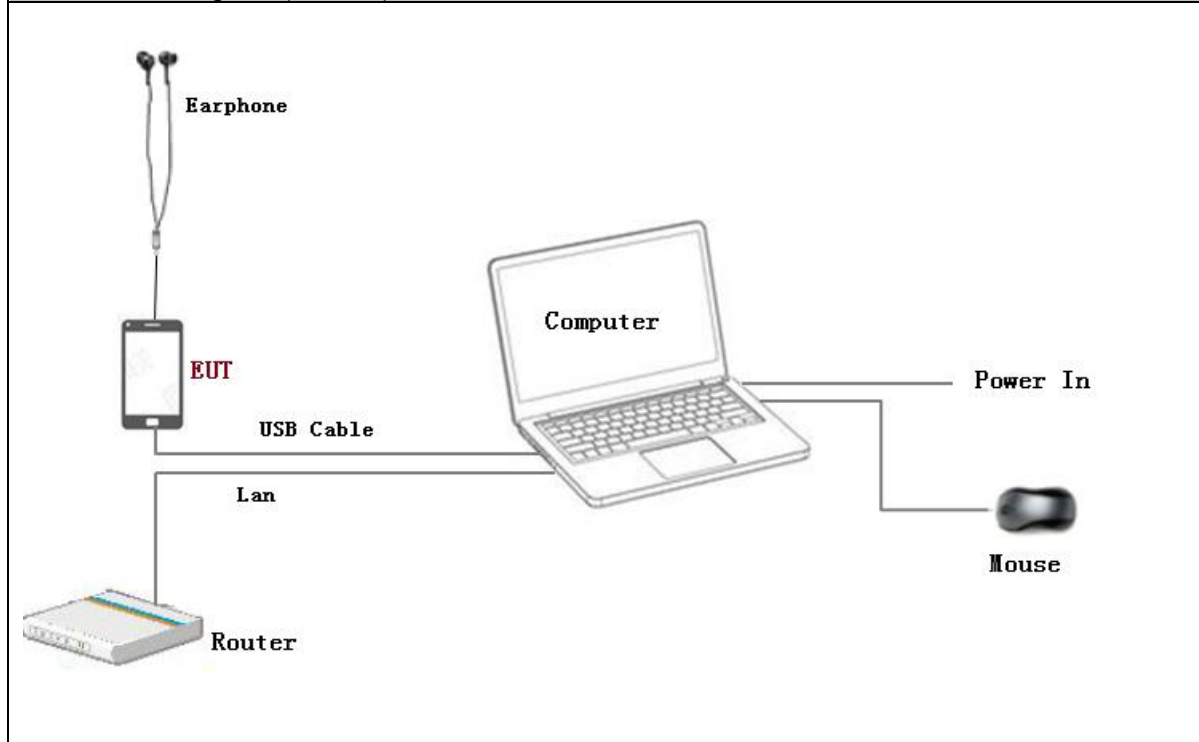 Earphone
Computer
EUT
Power In
USB Cable
Lan
Mouse
Router